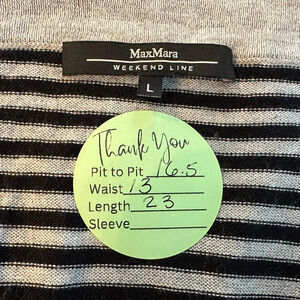 MaxMara
WEEKEND LINE
L
Thank You
Pit to Pit 16.5
Waist 13
Length 23
Sleeve